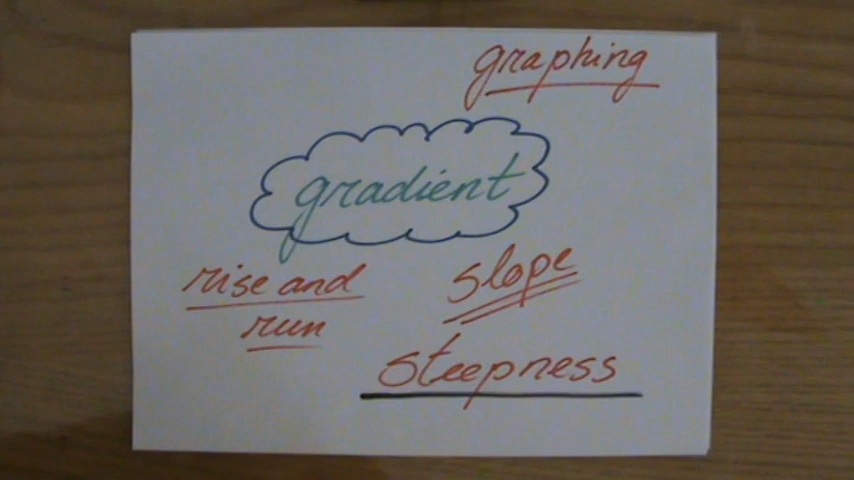 graphing
gradient
rise and
run
slope
steepness